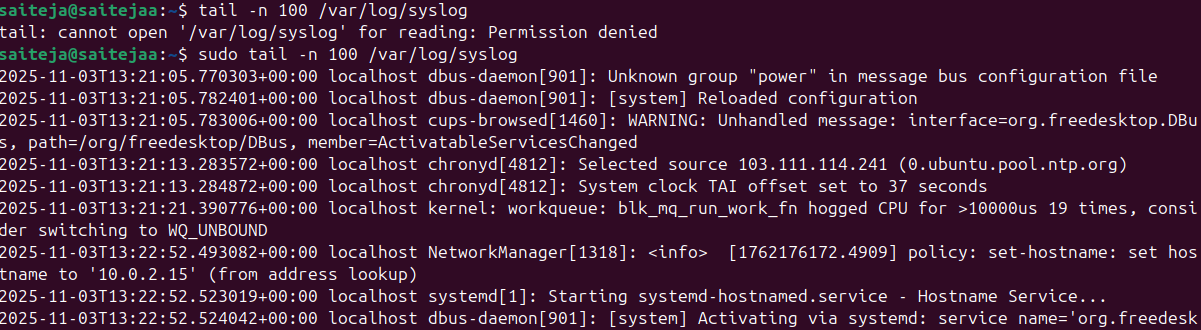 saiteja@saitejaa:~$ tail -n 100 /var/log/syslog
tail: cannot open '/var/log/syslog' for reading: Permission denied
saiteja@saitejaa:~$ sudo tail -n 100 /var/log/syslog
2025-11-03T13:21:05.770303+00:00 localhost dbus-daemon[901]: Unknown group "power" in message bus configuration file
2025-11-03T13:21:05.782401+00:00 localhost dbus-daemon[901]: [system] Reloaded configuration
2025-11-03T13:21:05.783006+00:00 localhost cups-browsed[1460]: WARNING: Unhandled message: interface=org.freedesktop.DBu
s, path=/org/freedesktop/DBus, member=ActivatableServicesChanged
2025-11-03T13:21:13.283572+00:00 localhost chronyd[4812]: Selected source 103.111.114.241 (0.ubuntu.pool.ntp.org)
2025-11-03T13:21:13.284872+00:00 localhost chronyd[4812]: System clock TAI offset set to 37 seconds
2025-11-03T13:21:21.390776+00:00 localhost kernel: workqueue: blk_mq_run_work_fn hogged CPU for >10000us 19 times, consi
der switching to WQ_UNBOUND
2025-11-03T13:22:52.493082+00:00 localhost NetworkManager[1318]: <info>  [1762176172.4909] policy: set-hostname: set hos
tname to '10.0.2.15' (from address lookup)
2025-11-03T13:22:52.523019+00:00 localhost systemd[1]: Starting systemd-hostnamed.service - Hostname Service...
2025-11-03T13:22:52.524042+00:00 localhost dbus-daemon[901]: [system] Activating via systemd: service name='org.freedesk